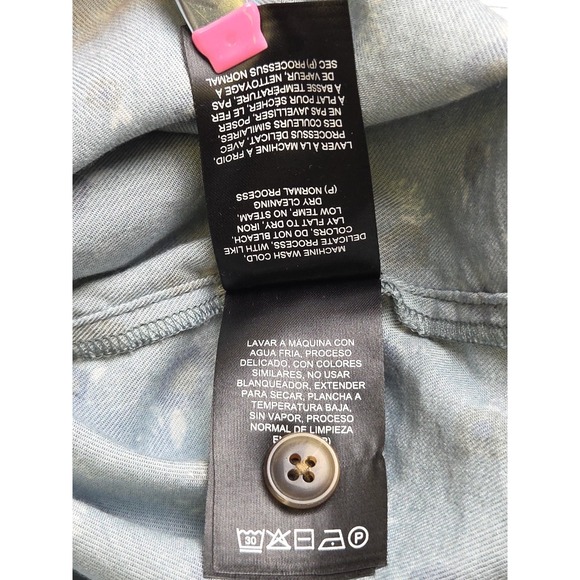 MACHINE WASH COLD,
DELICATE PROCESS, WITH LIKE
COLORS, DO NOT BLEACH,
LAY FLAT TO DRY, IRON
LOW TEMP, NO STEAM,
DRY CLEANING
(P) NORMAL PROCESS
LAVER À LA MACHINE À FROID,
PROCESSUS DÉLICAT, AVEC
DES COULEURS SIMILAIRES,
NE PAS JAVELLISER, POSER
À PLAT POUR SÉCHER, LE FER
À BASSE TEMPÉRATURE, PAS
DE VAPEUR, NETTOYAGE À
SEC (P) PROCESSUS NORMAL
LAVAR A MÁQUINA CON
AGUA FRIA, PROCESO
DELICADO, CON COLORES
SIMILARES, NO USAR
BLANQUEADOR, EXTENDER
PARA SECAR, PLANCHA A
TEMPERATURA BAJA,
SIN VAPOR, PROCESO
NORMAL DE LIMPIEZA
30 P